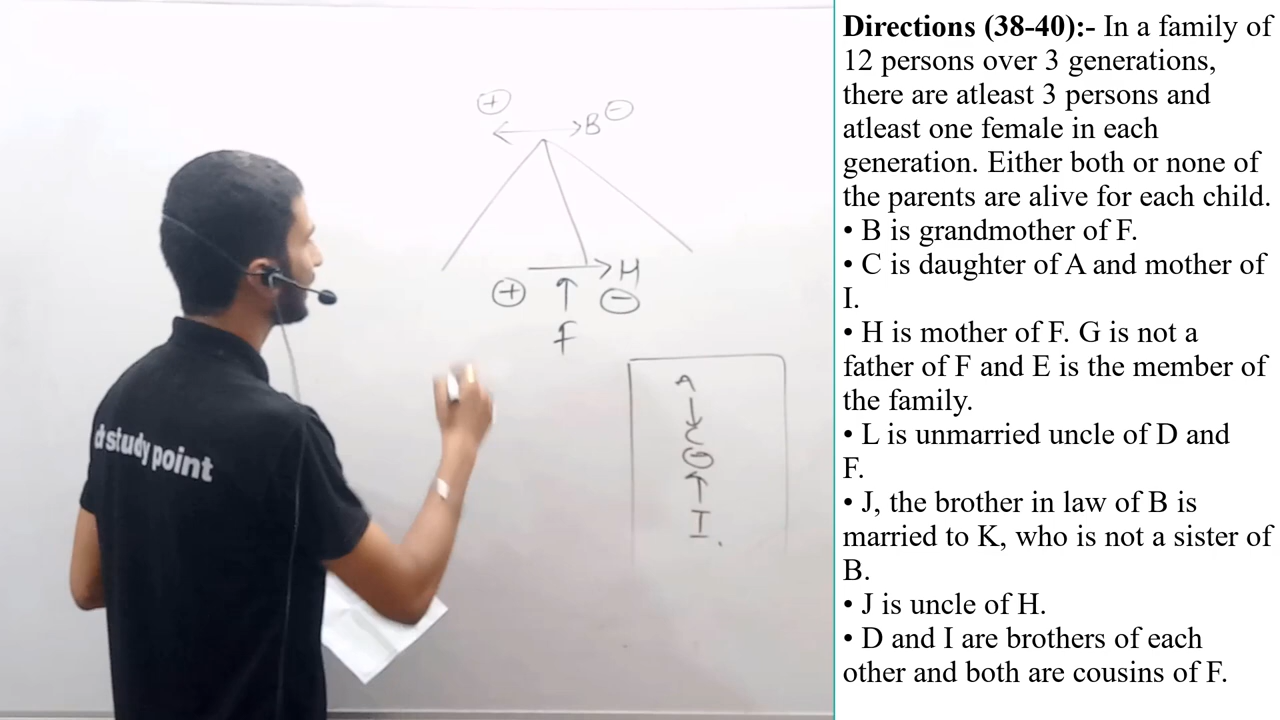 +
B -
H
+ -
F
A
I.
d study point
Directions (38-40):- In a family of
12 persons over 3 generations,
there are atleast 3 persons and
atleast one female in each
generation. Either both or none of
the parents are alive for each child.
• B is grandmother of F.
• C is daughter of A and mother of
I.
• H is mother of F. G is not a
father of F and E is the member of
the family.
• L is unmarried uncle of D and
F.
• J, the brother in law of B is
married to K, who is not a sister of
B.
• J is uncle of H.
• D and I are brothers of each
other and both are cousins of F.